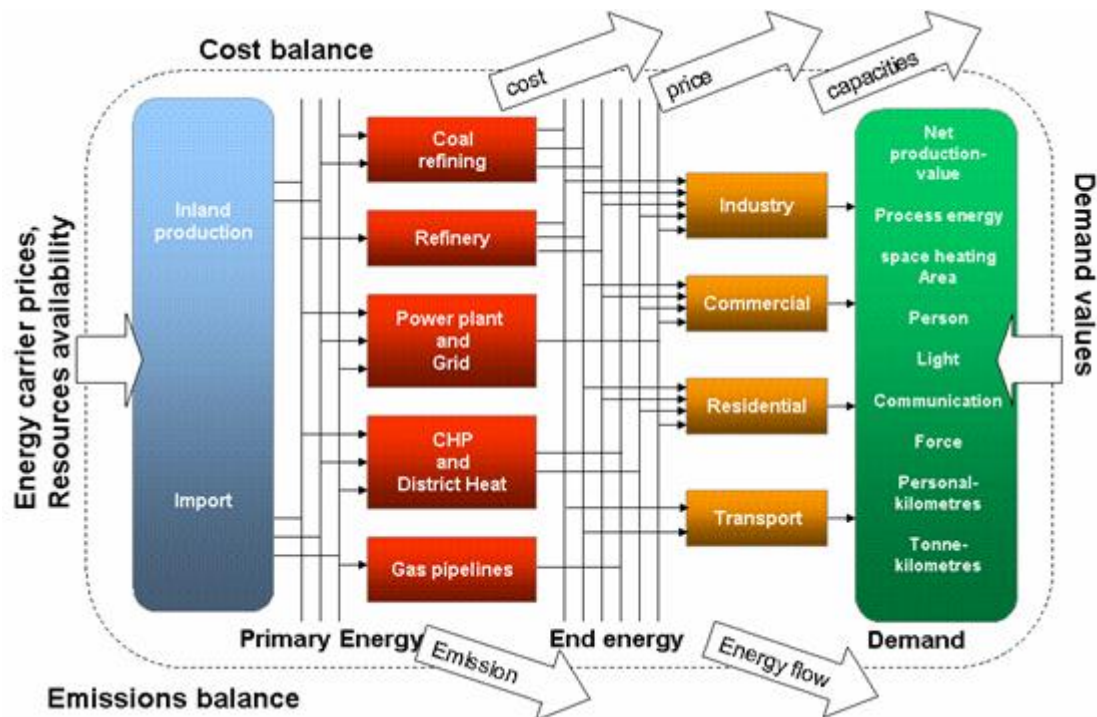 Cost balance
cost
price
capacities
Energy carrier prices,
Resources availability
Inland
production
Import
Coal
refining
Refinery
Power plant
and
Grid
CHP
and
District Heat
Gas pipelines
Industry
Commercial
Residential
Transport
Net
production-
value
Process energy
space heating
Area
Person
Light
Communication
Force
Personal-
kilometres
Tonne-
kilometres
Demand values
Primary Energy
End energy
Demand
Emission
Energy flow
Emissions balance